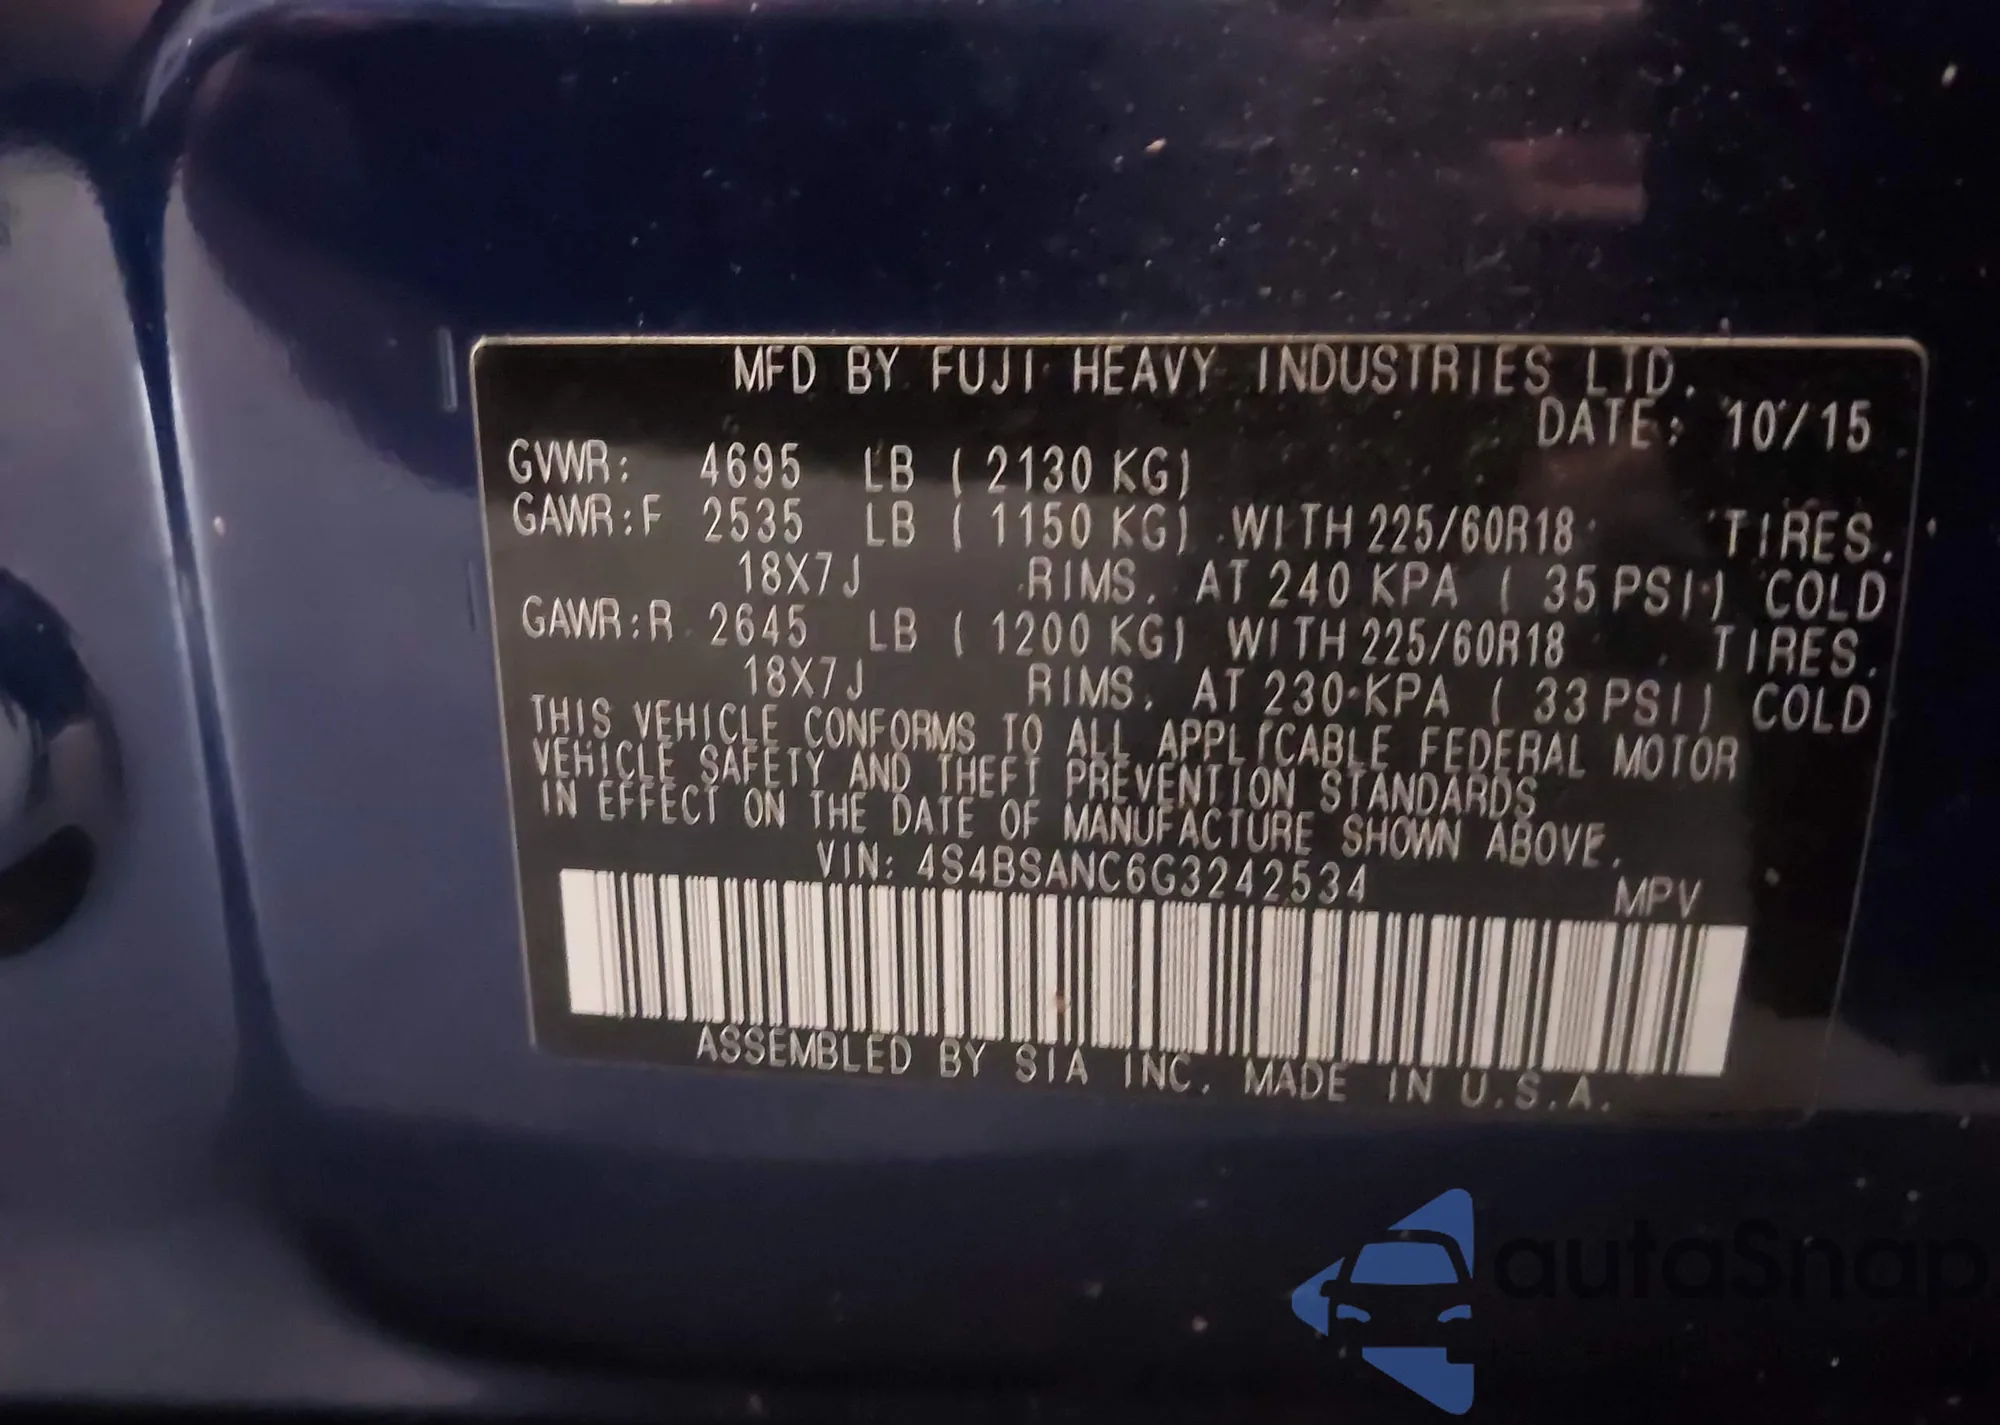 MFD BY FUJI HEAVY INDUSTRIES LTD.
DATE: 10/15
GVWR: 4695 LB ( 2130 KG)
GAWR:F 2535 LB ( 1150 KG) WITH 225/60R18 TIRES.
18X7J RIMS. AT 240 KPA ( 35 PSI) COLD
GAWR:R 2645 LB ( 1200 KG) WITH 225/60R18 TIRES.
18X7J RIMS. AT 230 KPA ( 33 PSI) COLD
THIS VEHICLE CONFORMS TO ALL APPLICABLE FEDERAL MOTOR
VEHICLE SAFETY AND THEFT PREVENTION STANDARDS
IN EFFECT ON THE DATE OF MANUFACTURE SHOWN ABOVE.
VIN: 4S4BSANC6G3242534 MPV
ASSEMBLED BY SIA INC. MADE IN U.S.A.
autoSnap